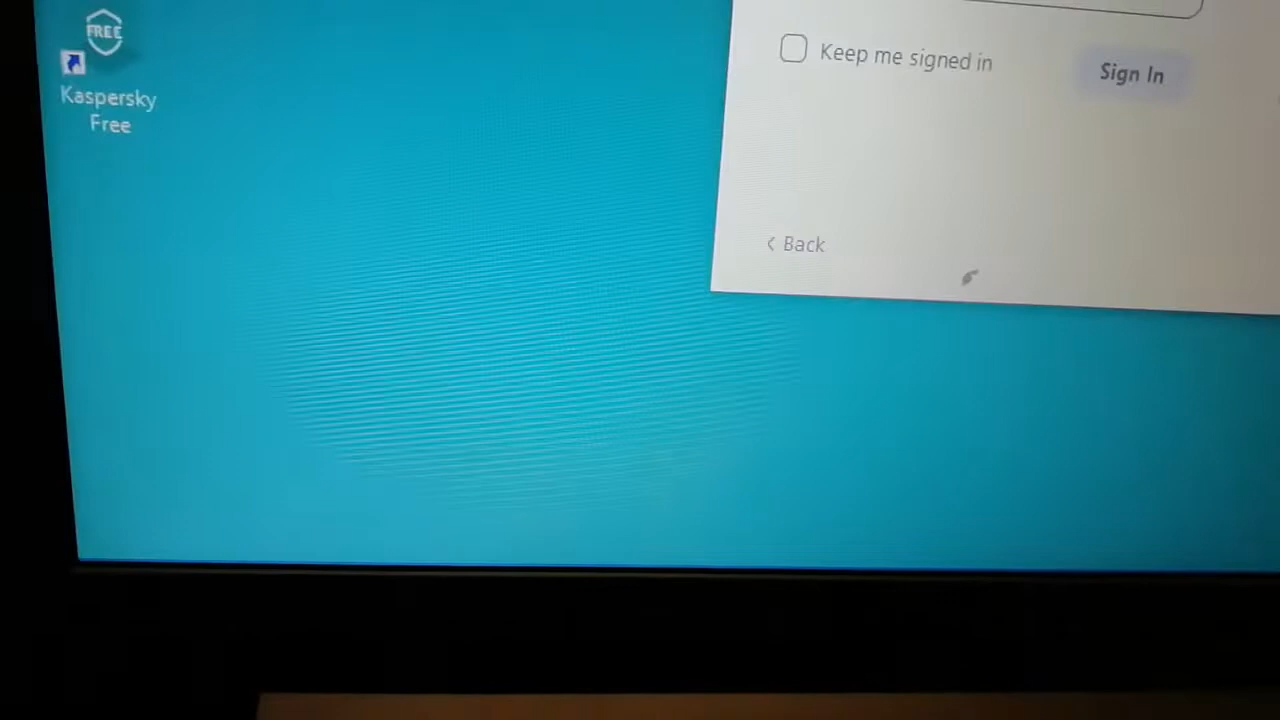 FREE
Kaspersky
Free
Keep me signed in
Sign In
< Back